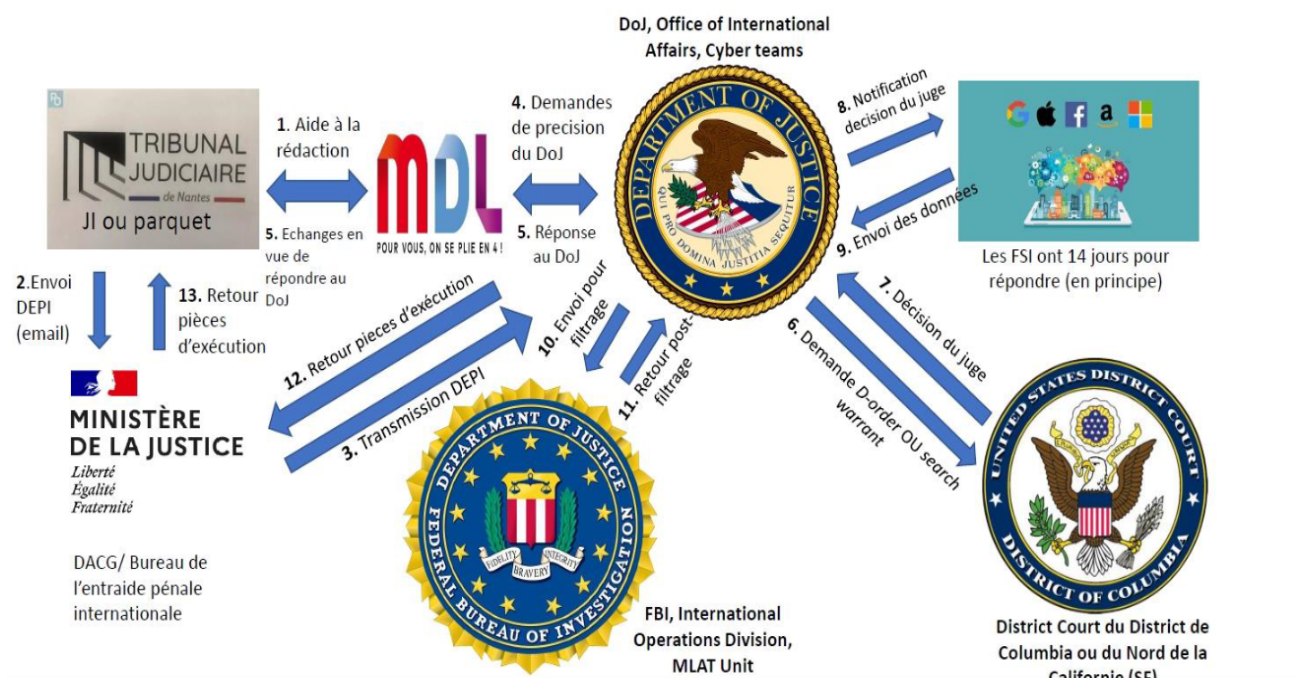 DoJ, Office of International
Affairs, Cyber teams
TRIBUNAL
JUDICIAIRE
de Nantes
JI ou parquet
1. Aide à la
rédaction
5. Echanges en
vue de
répondre au
DoJ
MDL
POUR VOUS, ON SE PLIE EN 4 !
4. Demandes
de precision
du DoJ
5. Réponse
au DoJ
DEPARTMENT OF JUSTICE
QUI PRO DOMINA JUSTITIA SEQUITUR
8. Notification
decision du juge
9. Envoi des données
G f a
Les FSI ont 14 jours pour
répondre (en principe)
2.Envoi
DEPI
(email)
13. Retour
pièces
d'exécution
12. Retour pieces d'exécution
3. Transmission DEPI
10. Envoi pour
filtrage
11. Retour post-
filtrage
7. Décision du juge
6. Demande D-order OU search
warrant
MINISTÈRE
DE LA JUSTICE
Liberté
Égalité
Fraternité
DACG/ Bureau de
l'entraide pénale
internationale
DEPARTMENT OF JUSTICE
FEDERAL BUREAU OF INVESTIGATION
FIDELITY
BRAVERY
INTEGRITY
FBI, International
Operations Division,
MLAT Unit
UNITED STATES DISTRICT COURT
DISTRICT OF COLUMBIA
District Court du District de
Columbia ou du Nord de la
Californie (SF)